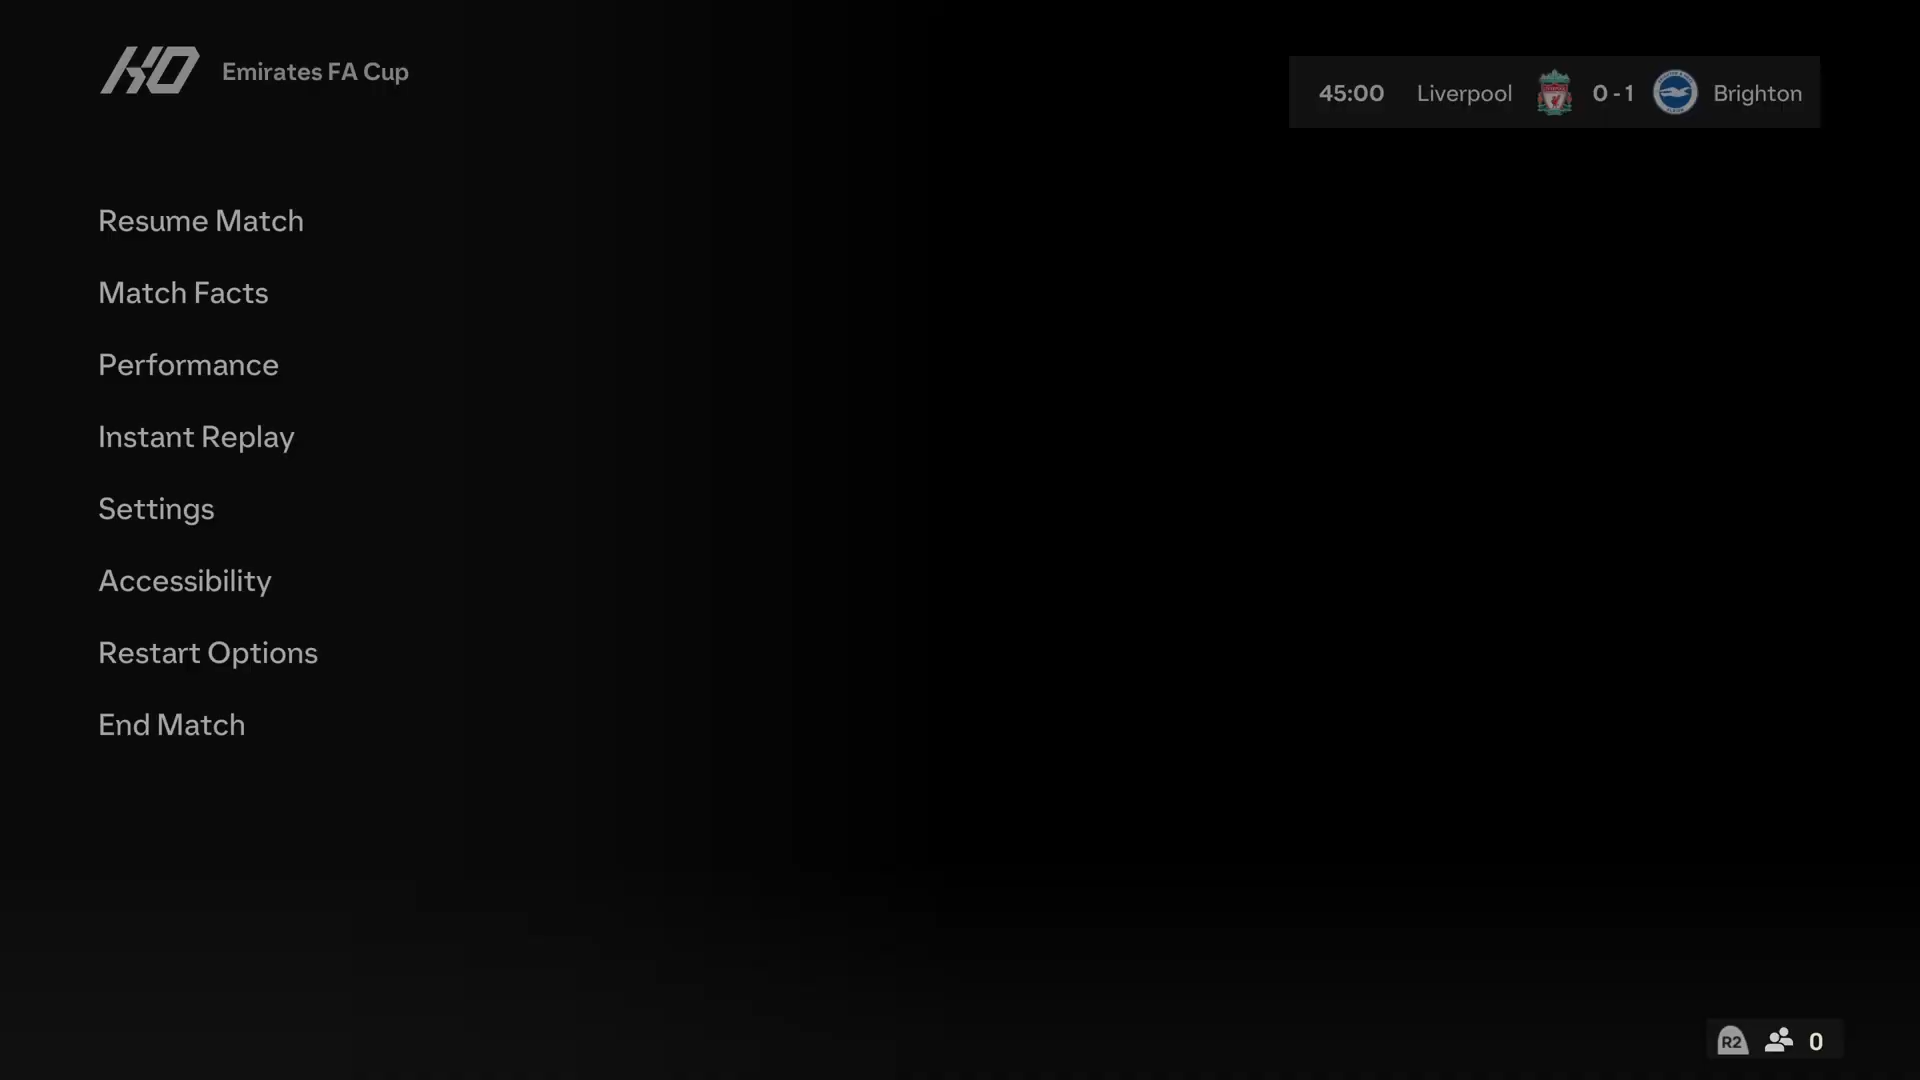 KO Emirates FA Cup
45:00 Liverpool 0 - 1 Brighton
Resume Match
Match Facts
Performance
Instant Replay
Settings
Accessibility
Restart Options
End Match
R2 0